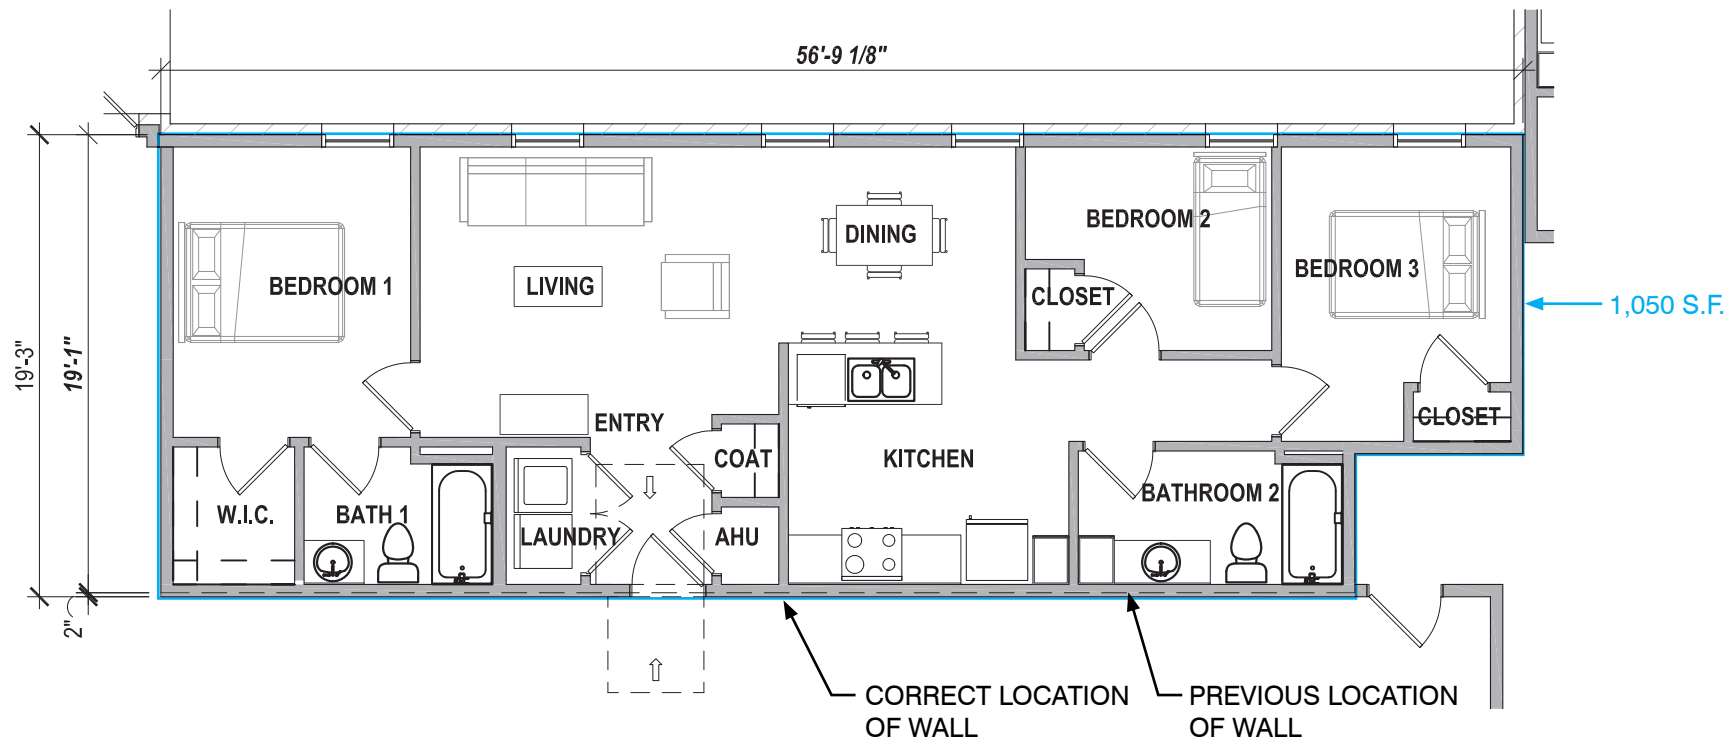 56'-9 1/8"
19'-3"
19'-1"
2"
BEDROOM 1
LIVING
DINING
BEDROOM 2
CLOSET
BEDROOM 3
1,050 S.F.
ENTRY
COAT
KITCHEN
CLOSET
W.I.C.
BATH 1
LAUNDRY
AHU
BATHROOM 2
CORRECT LOCATION
OF WALL
PREVIOUS LOCATION
OF WALL